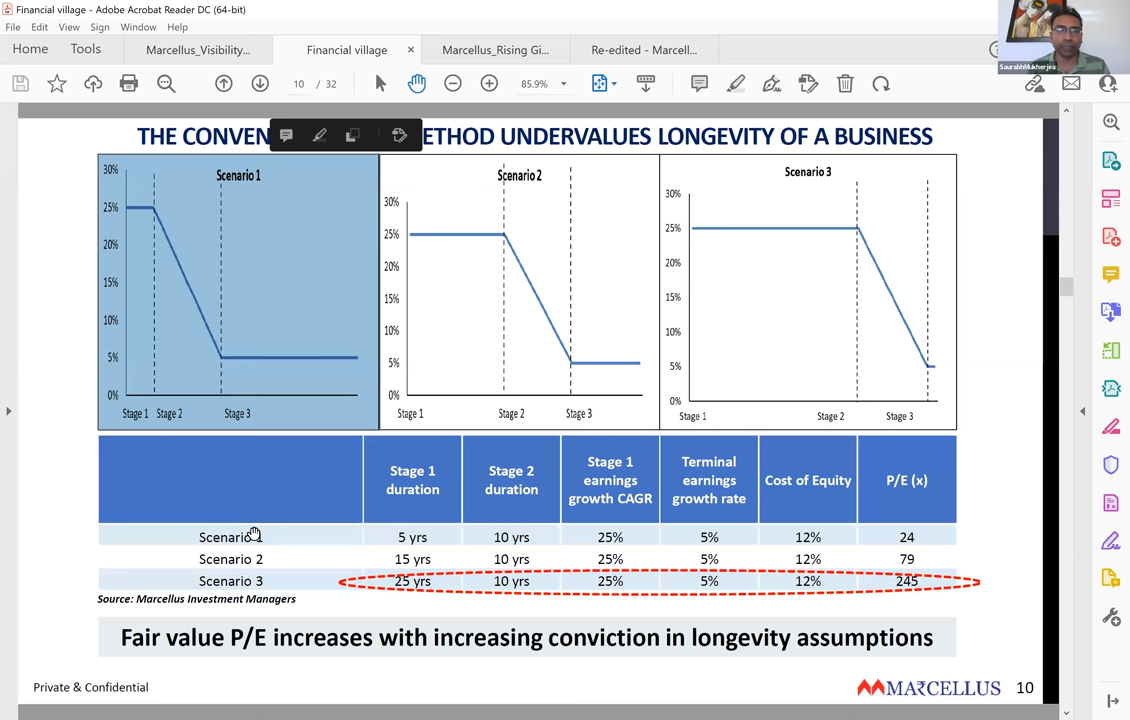 Financial village - Adobe Acrobat Reader DC (64-bit)
File Edit View Sign Window Help
Home Tools Marcellus_Visibility... Financial village × Marcellus_Rising Gi... Re-edited - Marcell...
SaurabhMukherjea
10 / 32 85.9%
THE CONVEN ETHOD UNDERVALUES LONGEVITY OF A BUSINESS
Scenario 1
30%
25%
20%
15%
10%
5%
0%
Stage 1 Stage 2 Stage 3
Scenario 2
30%
25%
20%
15%
10%
5%
0%
Stage 1 Stage 2 Stage 3
Scenario 3
30%
25%
20%
15%
10%
5%
0%
Stage 1 Stage 2 Stage 3
Stage 1 duration Stage 2 duration Stage 1 earnings growth CAGR Terminal earnings growth rate Cost of Equity P/E (x)
Scenario 1 5 yrs 10 yrs 25% 5% 12% 24
Scenario 2 15 yrs 10 yrs 25% 5% 12% 79
Scenario 3 25 yrs 10 yrs 25% 5% 12% 245
Source: Marcellus Investment Managers
Fair value P/E increases with increasing conviction in longevity assumptions
Private & Confidential MARCELLUS 10